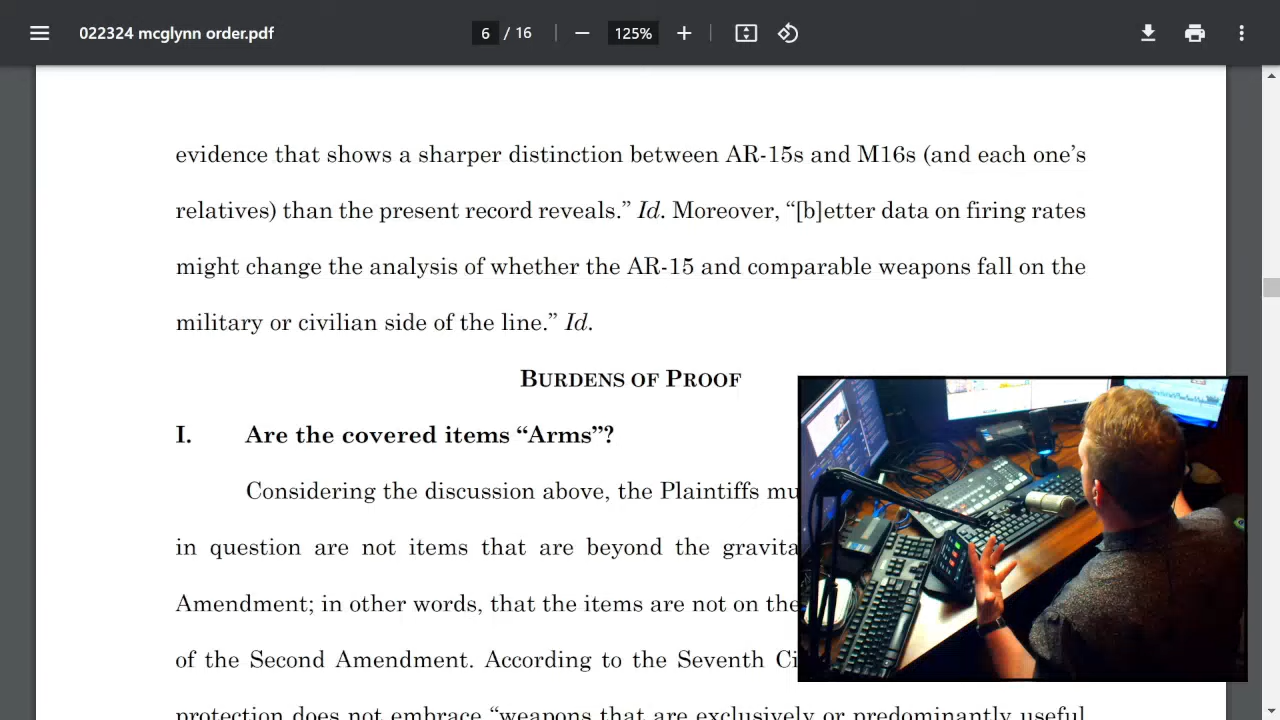 022324 mcglynn order.pdf
6 / 16
125%
evidence that shows a sharper distinction between AR-15s and M16s (and each one’s
relatives) than the present record reveals.” Id. Moreover, “[b]etter data on firing rates
might change the analysis of whether the AR-15 and comparable weapons fall on the
military or civilian side of the line.” Id.
BURDENS OF PROOF
I. Are the covered items “Arms”?
Considering the discussion above, the Plaintiffs
in question are not items that are beyond the
Amendment; in other words, that the items are not on the
of the Second Amendment. According to the Seventh
protection does not embrace “weapons that are exclusively or predominantly useful